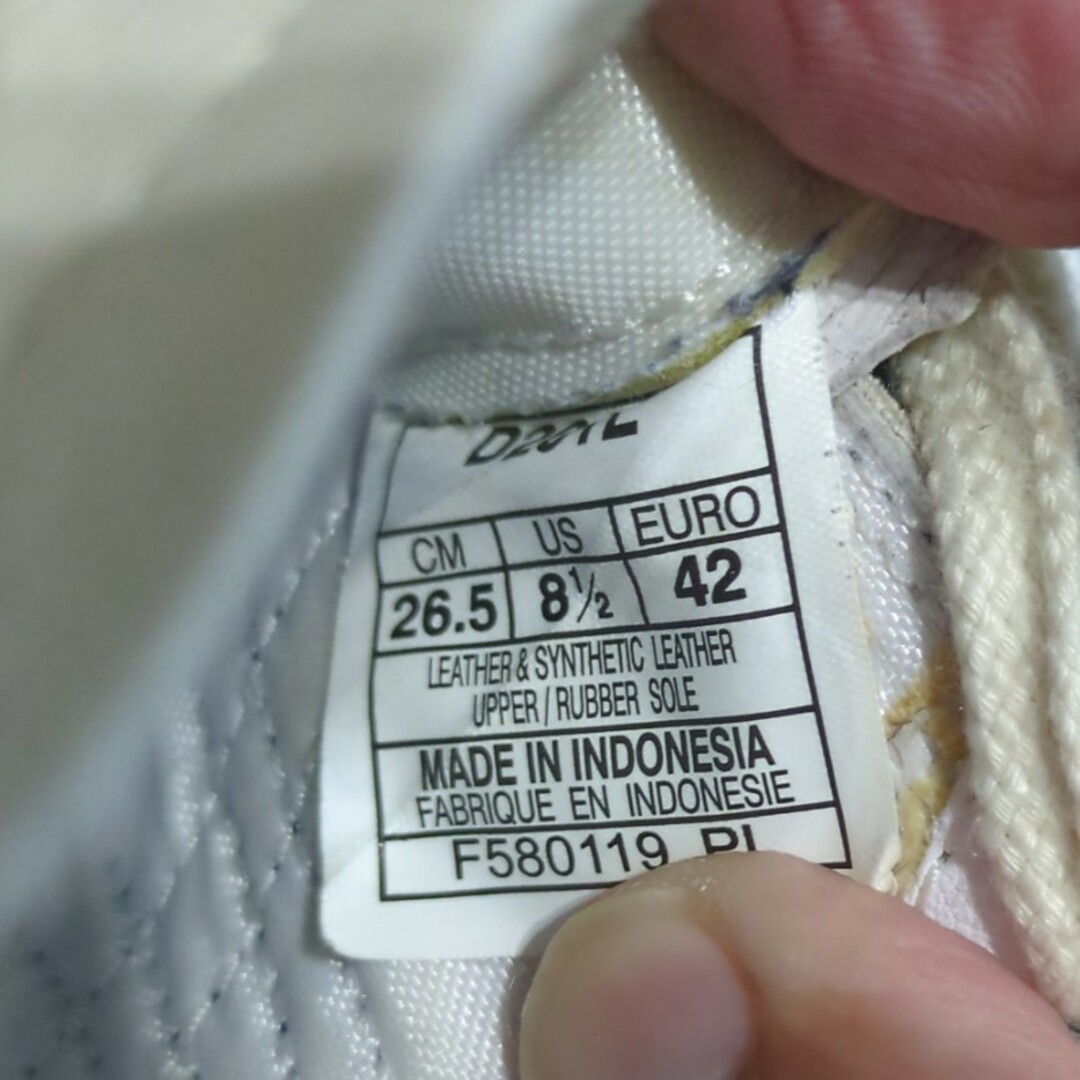 CM US EURO
26.5 8½ 42
LEATHER & SYNTHETIC LEATHER
UPPER / RUBBER SOLE
MADE IN INDONESIA
FABRIQUE EN INDONESIE
F580119